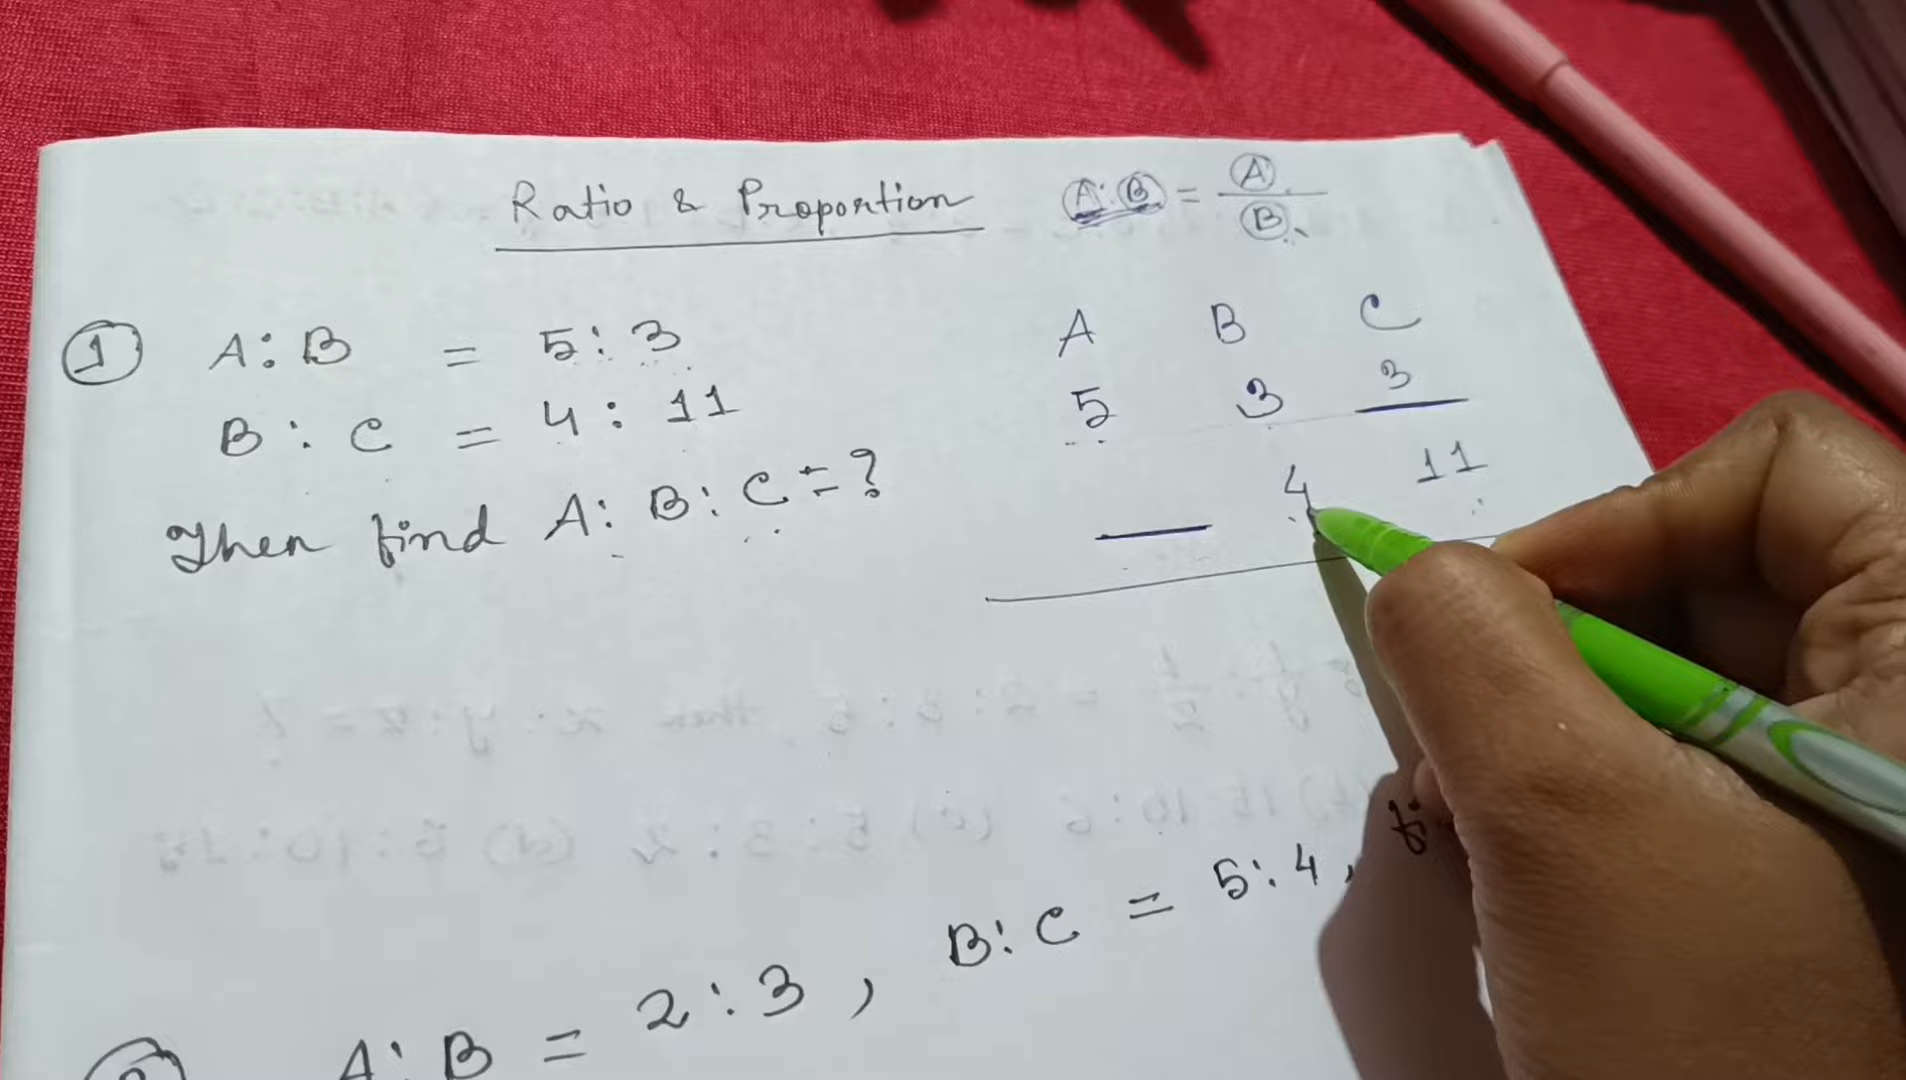 Ratio & Proportion
A:B = A/B
1 A:B = 5:3
B:C = 4:11
Then find A:B:C=?
A B C
5 3 3
4 11
A:B = 2:3, B:C = 5:4,